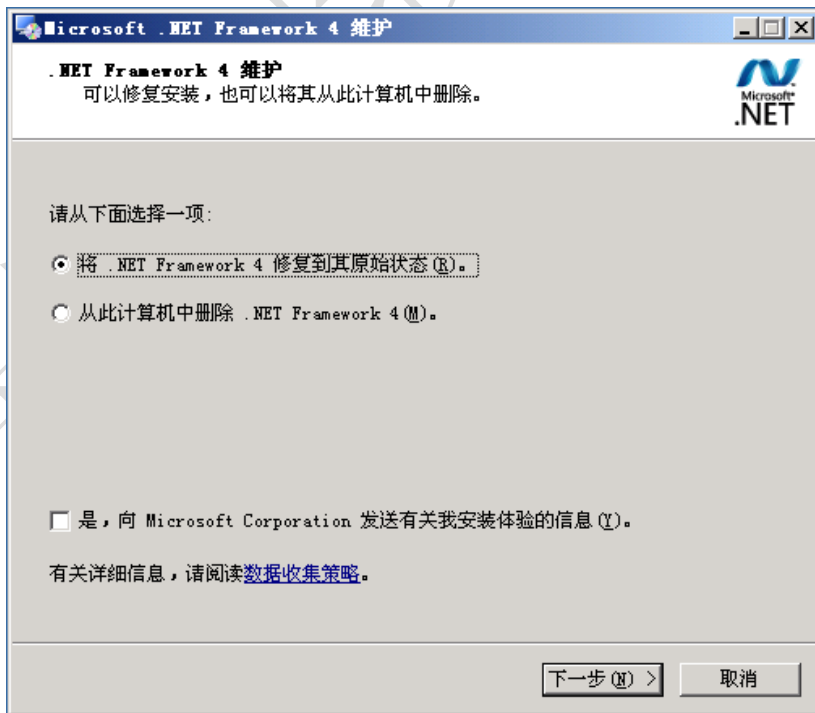 Microsoft .NET Framework 4 维护
.NET Framework 4 维护
可以修复安装，也可以将其从此计算机中删除。
Microsoft
.NET
请从下面选择一项:
将 .NET Framework 4 修复到其原始状态(R)。
从此计算机中删除 .NET Framework 4(M)。
是，向 Microsoft Corporation 发送有关我安装体验的信息(Y)。
有关详细信息，请阅读数据收集策略。
下一步(N) >
取消